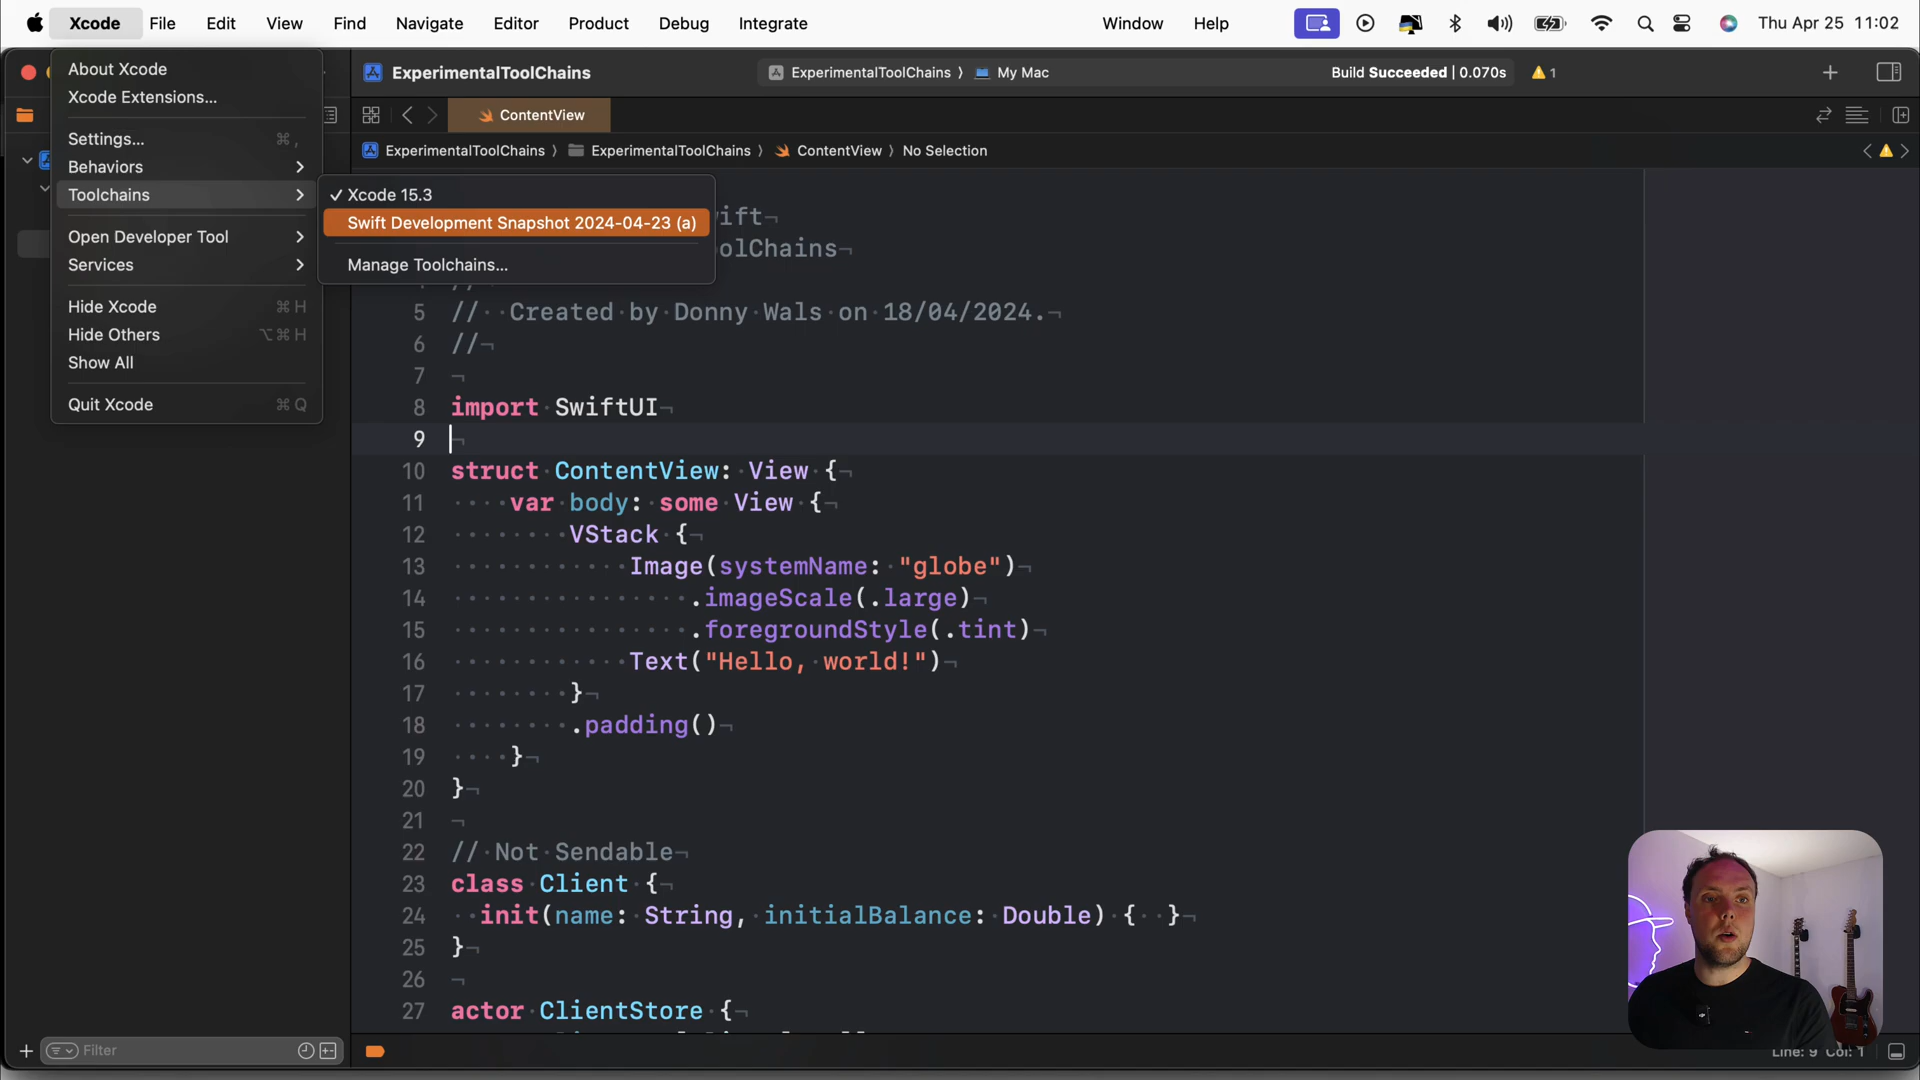 Xcode File Edit View Find Navigate Editor Product Debug Integrate Window Help Thu Apr 25 11:02
About Xcode
Xcode Extensions...
Settings... ⌘ ,
Behaviors
Toolchains
Open Developer Tool
Services
Hide Xcode ⌘ H
Hide Others ⌥⌘ H
Show All
Quit Xcode ⌘ Q
Xcode 15.3
Swift Development Snapshot 2024-04-23 (a)
Manage Toolchains...
ExperimentalToolChains
ExperimentalToolChains ⟩ My Mac
Build Succeeded | 0.070s
1
ContentView
ExperimentalToolChains ⟩ ExperimentalToolChains ⟩ ContentView ⟩ No Selection
ift
olChains
5 // Created by Donny Wals on 18/04/2024.
6 //
7
8 import SwiftUI
9
10 struct ContentView: View {
11 var body: some View {
12 VStack {
13 Image(systemName: "globe")
14 .imageScale(.large)
15 .foregroundStyle(.tint)
16 Text("Hello, world!")
17 }
18 .padding()
19 }
20 }
21
22 // Not Sendable
23 class Client {
24 init(name: String, initialBalance: Double) { }
25 }
26
27 actor ClientStore {
Filter
Line: 9 Col: 1